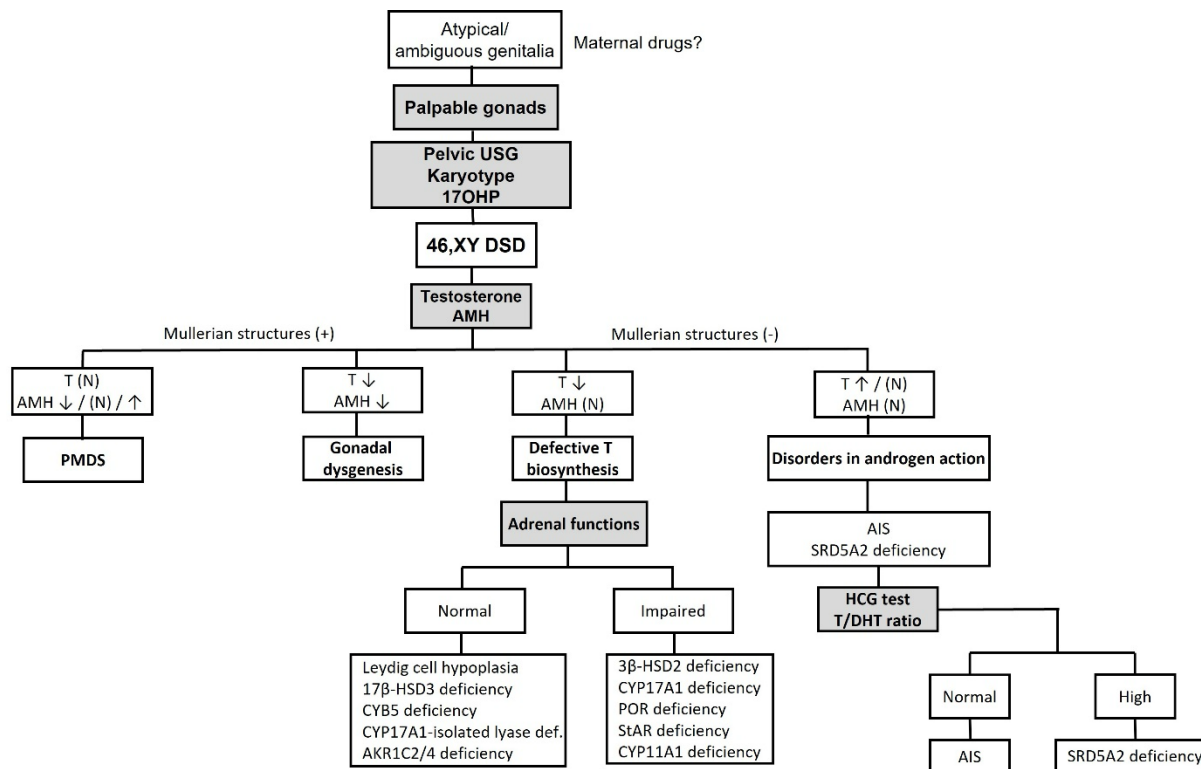 Atypical/
ambiguous genitalia
Maternal drugs?
Palpable gonads
Pelvic USG
Karyotype
17OHP
46,XY DSD
Testosterone
AMH
Mullerian structures (+)
Mullerian structures (-)
T (N)
AMH ↓ / (N) / ↑
T ↓
AMH ↓
T ↓
AMH (N)
T ↑ / (N)
AMH (N)
PMDS
Gonadal
dysgenesis
Defective T
biosynthesis
Disorders in androgen action
Adrenal functions
AIS
SRD5A2 deficiency
Normal
Impaired
HCG test
T/DHT ratio
Leydig cell hypoplasia
17β-HSD3 deficiency
CYB5 deficiency
CYP17A1-isolated lyase def.
AKR1C2/4 deficiency
3β-HSD2 deficiency
CYP17A1 deficiency
POR deficiency
StAR deficiency
CYP11A1 deficiency
Normal
High
AIS
SRD5A2 deficiency